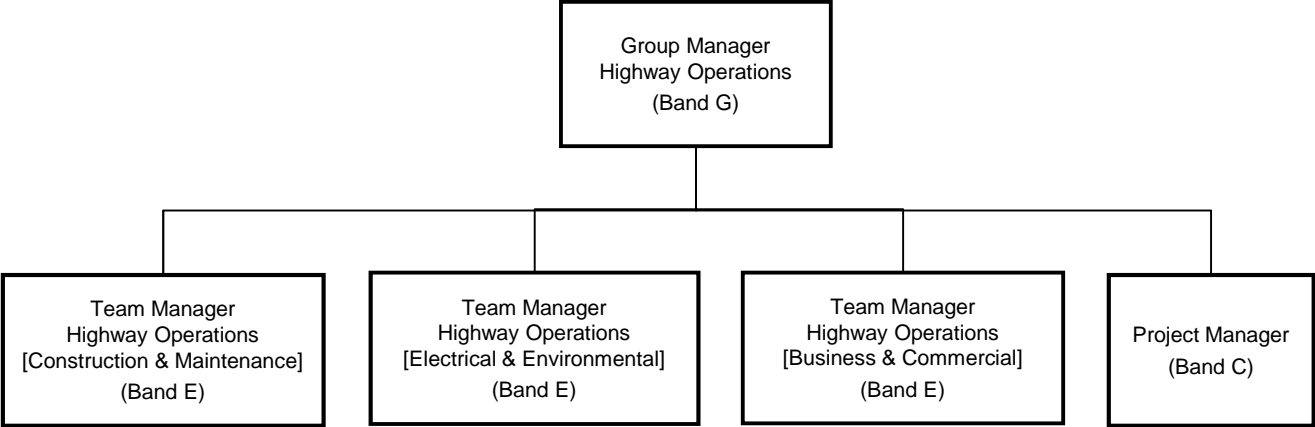 Group Manager
Highway Operations
(Band G)
Team Manager
Highway Operations
[Construction & Maintenance]
(Band E)
Team Manager
Highway Operations
[Electrical & Environmental]
(Band E)
Team Manager
Highway Operations
[Business & Commercial]
(Band E)
Project Manager
(Band C)